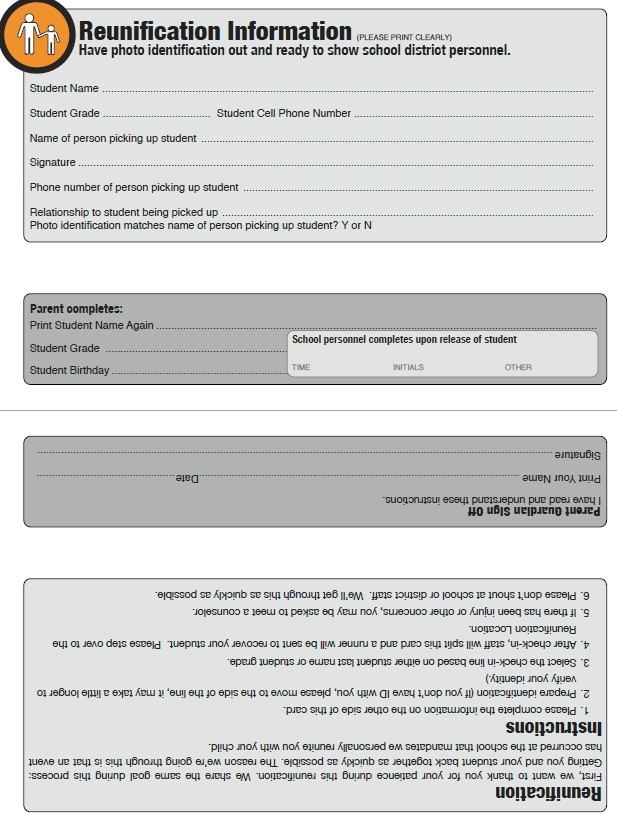 Reunification Information (PLEASE PRINT CLEARLY)
Have photo identification out and ready to show school district personnel.
Student Name
Student Grade Student Cell Phone Number
Name of person picking up student
Signature
Phone number of person picking up student
Relationship to student being picked up
Photo identification matches name of person picking up student? Y or N
Parent completes:
Print Student Name Again
Student Grade
Student Birthday
School personnel completes upon release of student
TIME INITIALS OTHER
Reunification
First, we want to thank you for your patience during this reunification. We share the same goal during this process:
Getting you and your student back together as quickly as possible. The reason we're going through this is that an event
has occurred at the school that mandates we personally reunite you with your child.
Instructions
1. Please complete the information on the other side of this card.
2. Prepare identification (If you don't have ID with you, please move to the side of the line, it may take a little longer to
verify your identity.)
3. Select the check-in line based on either student last name or student grade.
4. After check-in, staff will split this card and a runner will be sent to recover your student. Please step over to the
Reunification Location.
5. If there has been injury or other concerns, you may be asked to meet a counselor.
6. Please don't shout at school or district staff. We'll get through this as quickly as possible.
Parent Guardian Sign Off
I have read and understand these instructions.
Print Your Name Date
Signature